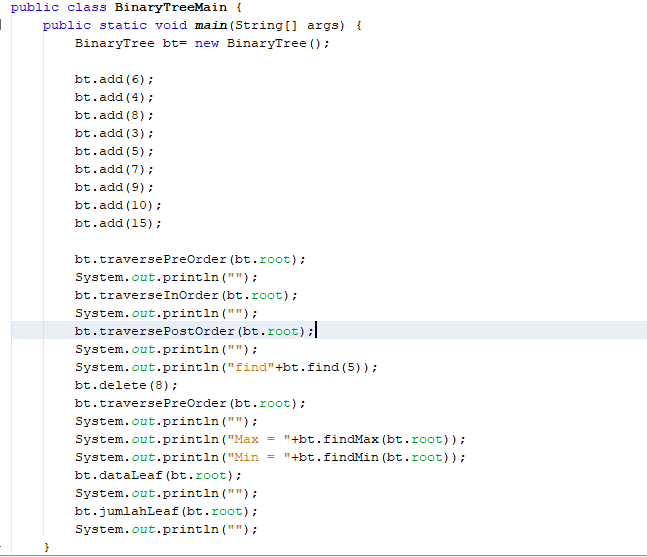 public class BinaryTreeMain {
public static void main(String[] args) {
BinaryTree bt= new BinaryTree();
bt.add(6);
bt.add(4);
bt.add(8);
bt.add(3);
bt.add(5);
bt.add(7);
bt.add(9);
bt.add(10);
bt.add(15);
bt.traversePreOrder(bt.root);
System.out.println("");
bt.traverseInOrder(bt.root);
System.out.println("");
bt.traversePostOrder(bt.root);
System.out.println("");
System.out.println("find"+bt.find(5));
bt.delete(8);
bt.traversePreOrder(bt.root);
System.out.println("");
System.out.println("Max = "+bt.findMax(bt.root));
System.out.println("Min = "+bt.findMin(bt.root));
bt.dataLeaf(bt.root);
System.out.println("");
bt.jumlahLeaf(bt.root);
System.out.println("");
}